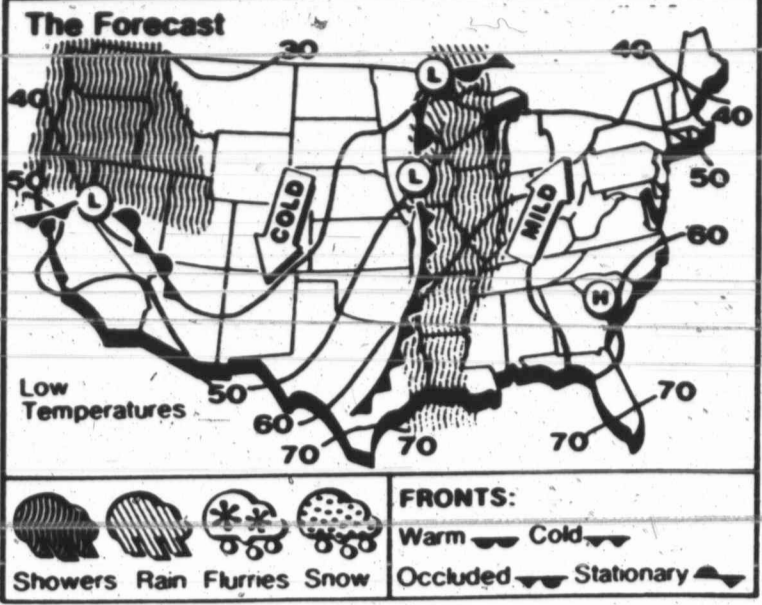 The Forecast
30
40
40
40
50
50
60
L
L
L
H
COLD
MILD
Low
Temperatures
50
60
70
70
70
70
Showers Rain Flurries Snow
FRONTS:
Warm Cold
Occluded Stationary